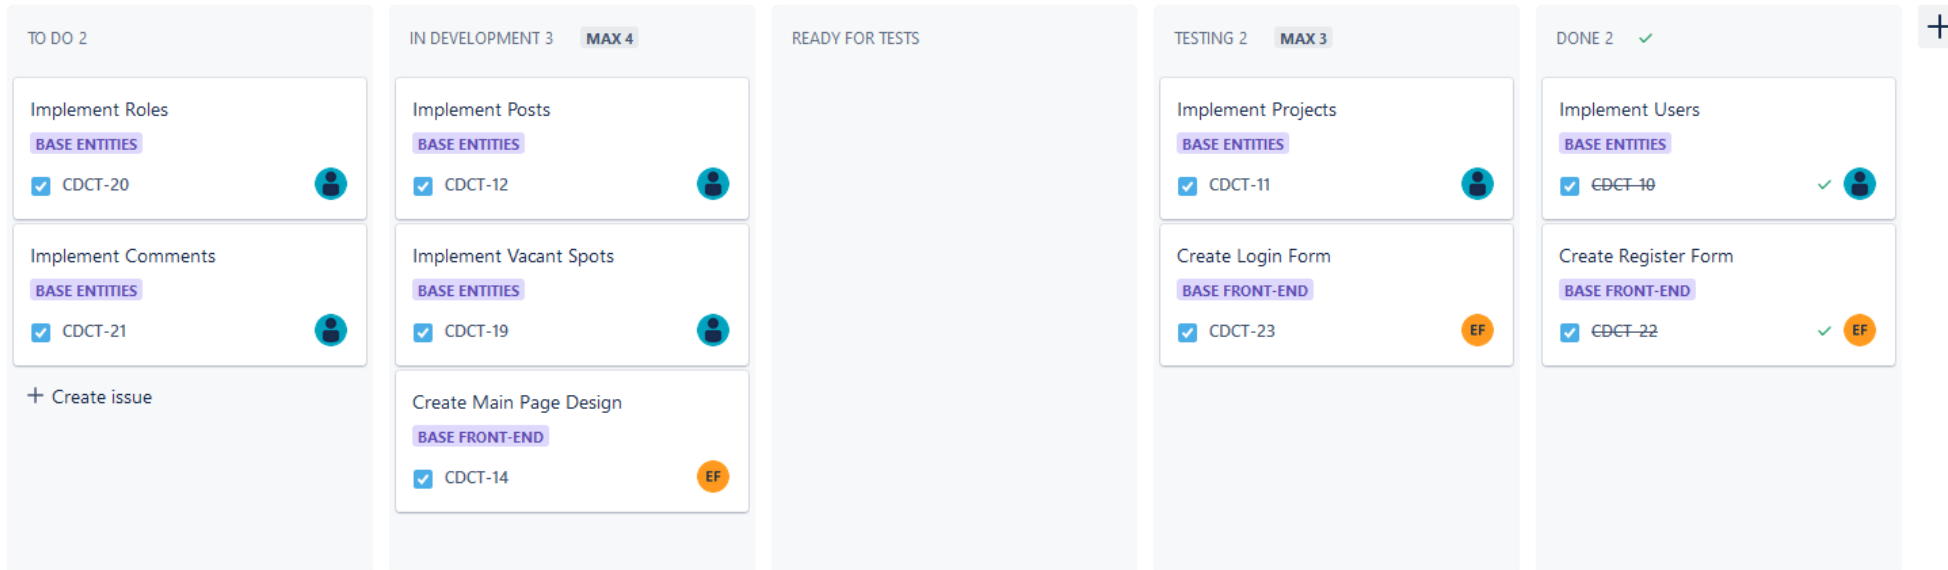 TO DO 2
Implement Roles
BASE ENTITIES
CDCT-20
Implement Comments
BASE ENTITIES
CDCT-21
+ Create issue
IN DEVELOPMENT 3 MAX 4
Implement Posts
BASE ENTITIES
CDCT-12
Implement Vacant Spots
BASE ENTITIES
CDCT-19
Create Main Page Design
BASE FRONT-END
CDCT-14 EF
READY FOR TESTS
TESTING 2 MAX 3
Implement Projects
BASE ENTITIES
CDCT-11
Create Login Form
BASE FRONT-END
CDCT-23 EF
DONE 2
Implement Users
BASE ENTITIES
CDCT-10
Create Register Form
BASE FRONT-END
CDCT-22 EF